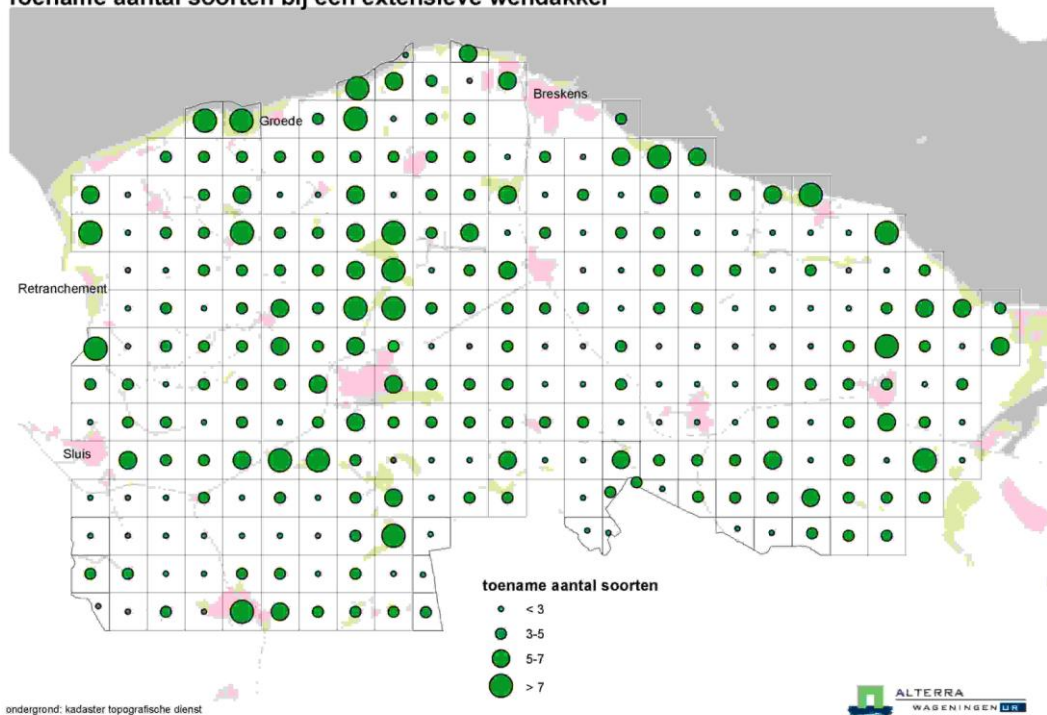 toename aantal soorten bij een extensieve wendakker
Breskens
Groede
Retranchement
Sluis
toename aantal soorten
< 3
3-5
5-7
> 7
ondergrond: kadaster topografische dienst
ALTERRA
WAGENINGEN UR